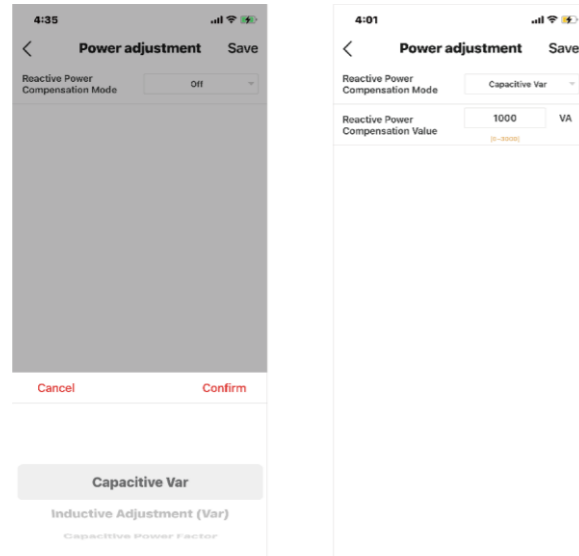 4:35
Power adjustment Save
Reactive Power
Compensation Mode
Off
Cancel Confirm
Capacitive Var
Inductive Adjustment (Var)
Capacitive Power Factor
4:01
Power adjustment Save
Reactive Power
Compensation Mode
Capacitive Var
Reactive Power
Compensation Value
1000 VA